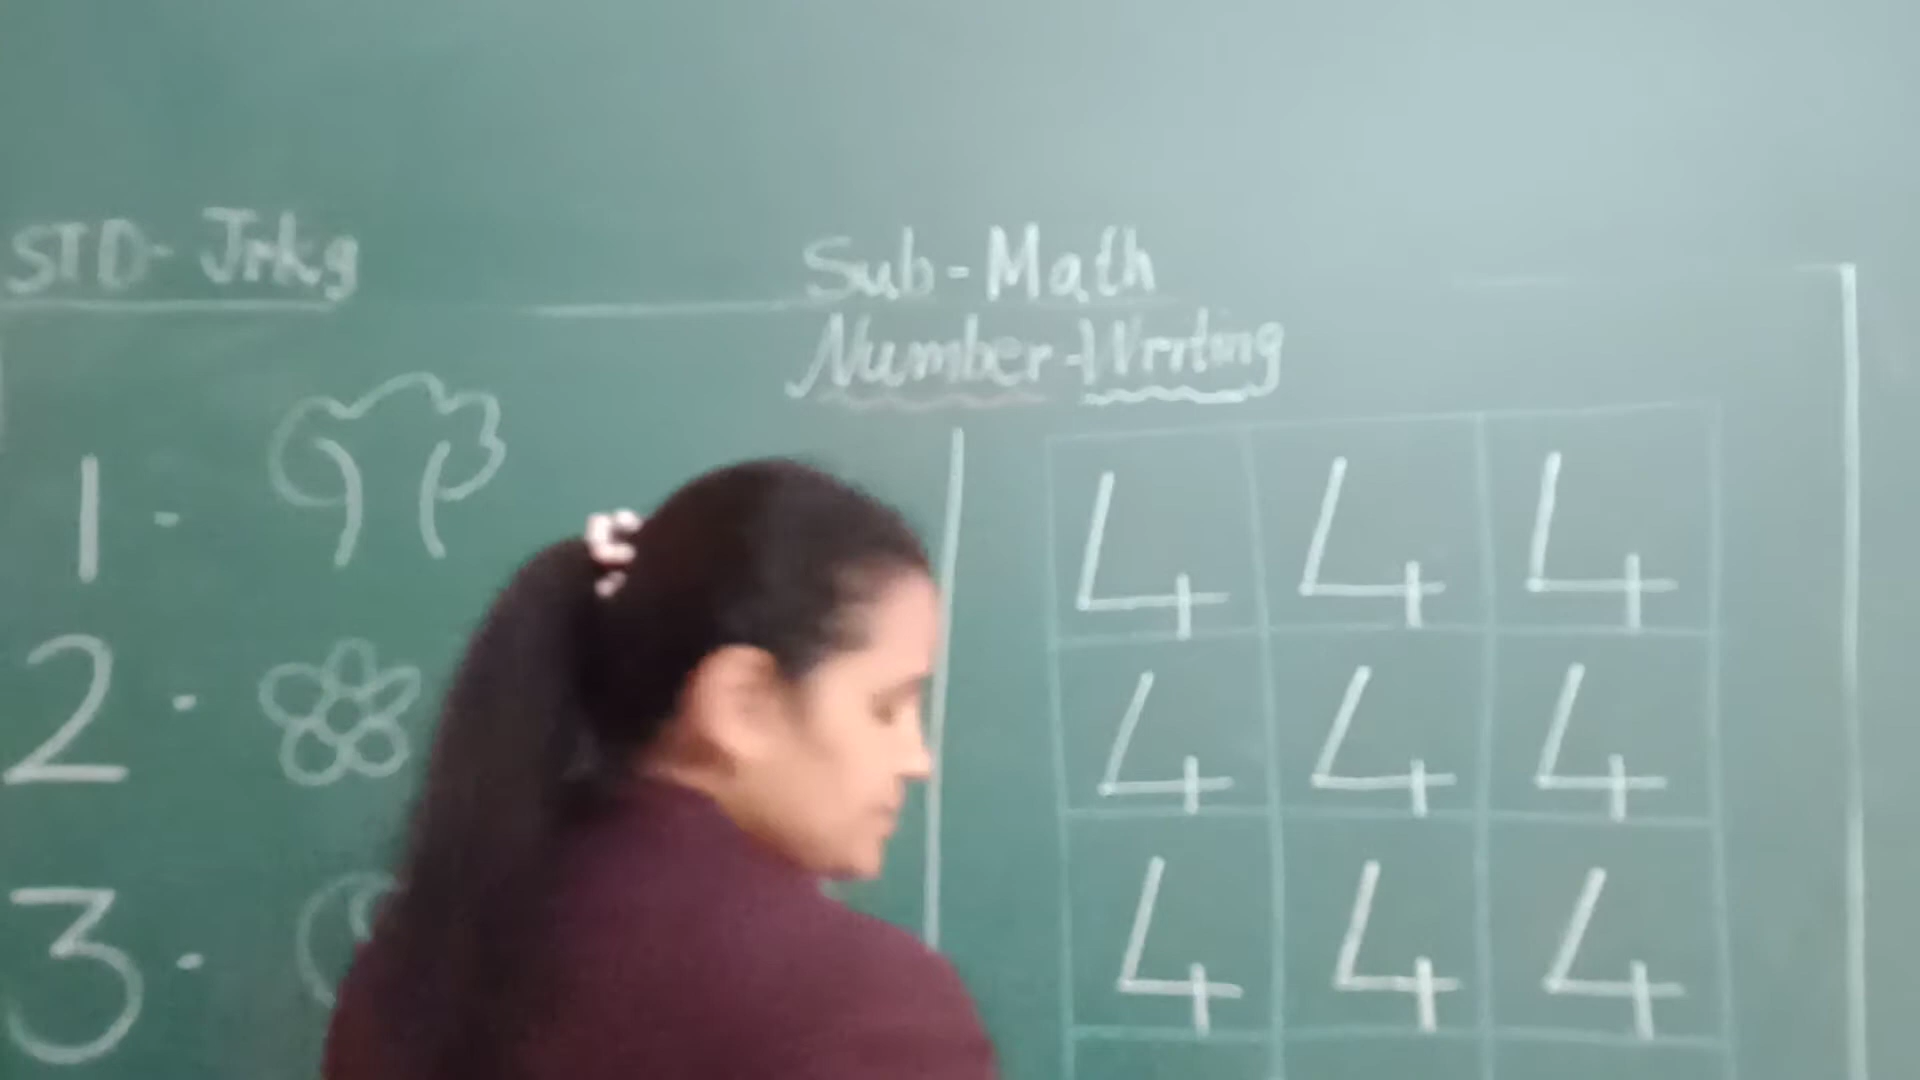 STD- Jrkg
Sub-Math
Number-Writing
1.
2.
3.
4 4 4
4 4 4
4 4 4